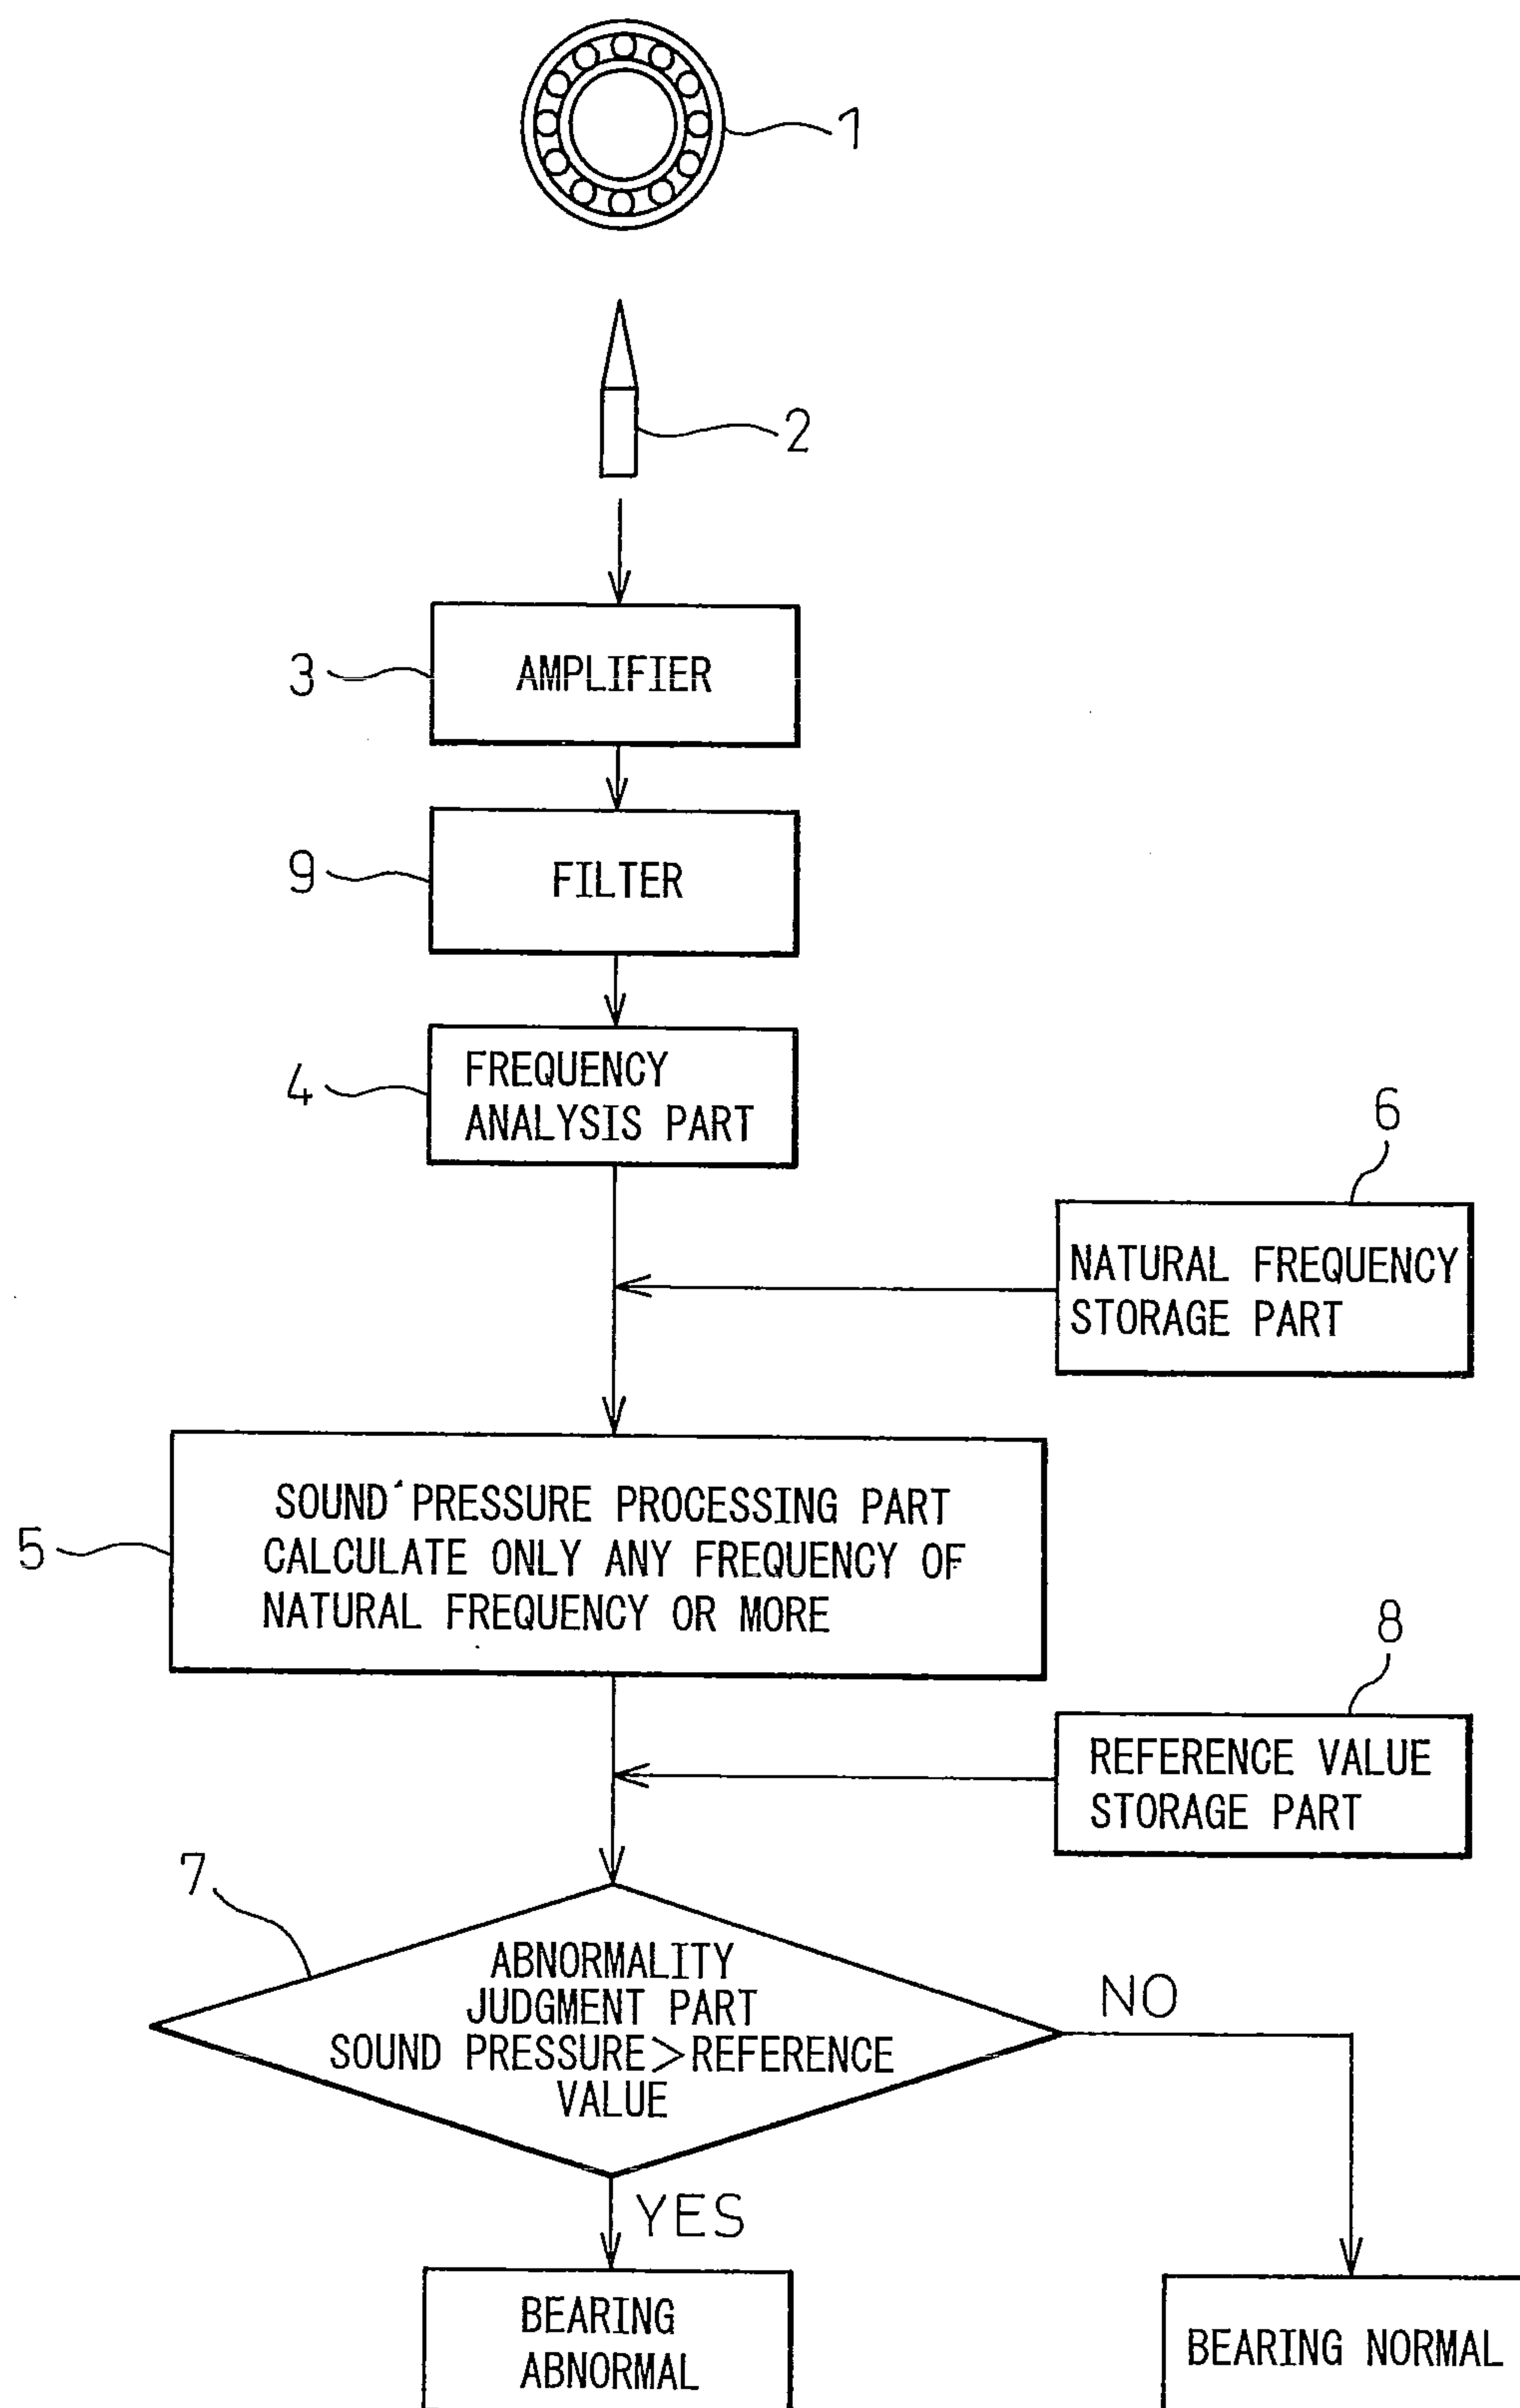 1
2
3
AMPLIFIER
9
FILTER
4
FREQUENCY
ANALYSIS PART
6
NATURAL FREQUENCY
STORAGE PART
5
SOUND PRESSURE PROCESSING PART
CALCULATE ONLY ANY FREQUENCY OF
NATURAL FREQUENCY OR MORE
8
REFERENCE VALUE
STORAGE PART
7
ABNORMALITY
JUDGMENT PART
SOUND PRESSURE>REFERENCE
VALUE
NO
YES
BEARING
ABNORMAL
BEARING NORMAL